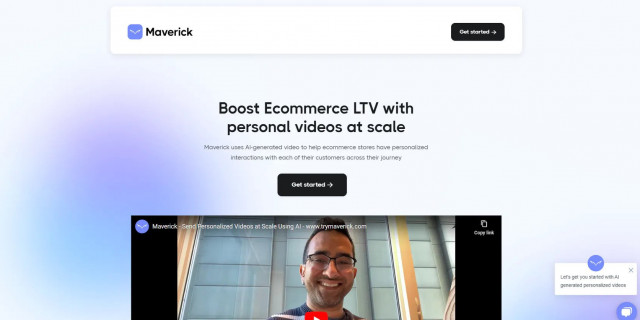 Maverick
Get started →
Boost Ecommerce LTV with
personal videos at scale
Maverick uses AI-generated video to help ecommerce stores have personalized
interactions with each of their customers across their journey
Get started →
Maverick - Send Personalized Videos at Scale Using AI - www.trymaverick.com
Copy link
Let's get you started with AI
generated personalized videos